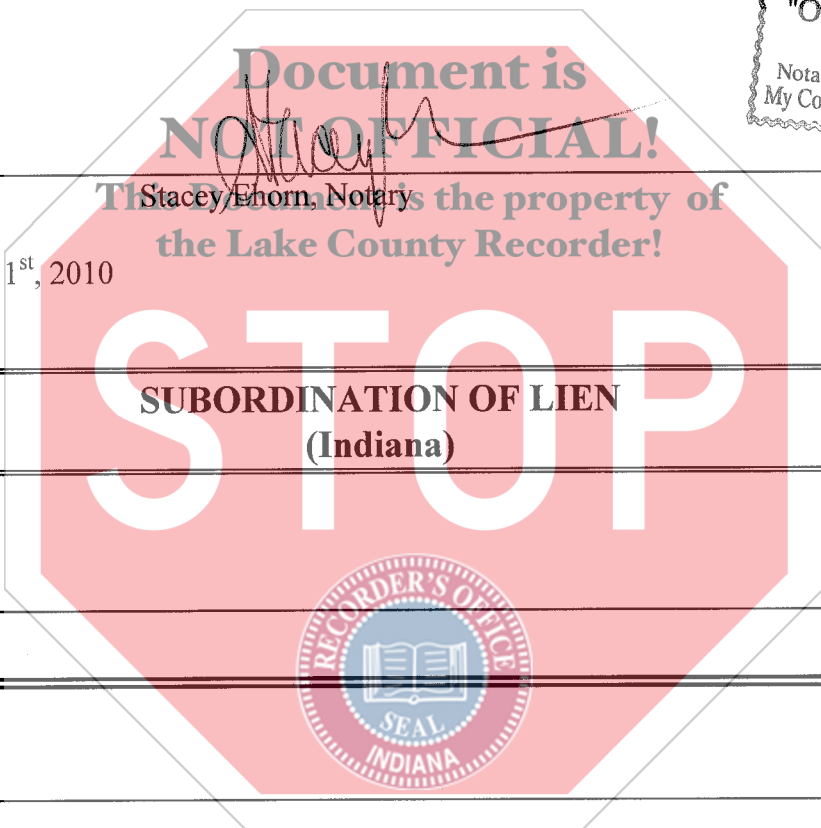 "O
Document is
Nota
My Co
NOT OFFICIAL!
This Document is the property of
Stacey Ehorn, Notary
the Lake County Recorder!
1st, 2010
STOP
SUBORDINATION OF LIEN
(Indiana)
RECORDER'S OFFICE
SEAL
INDIANA